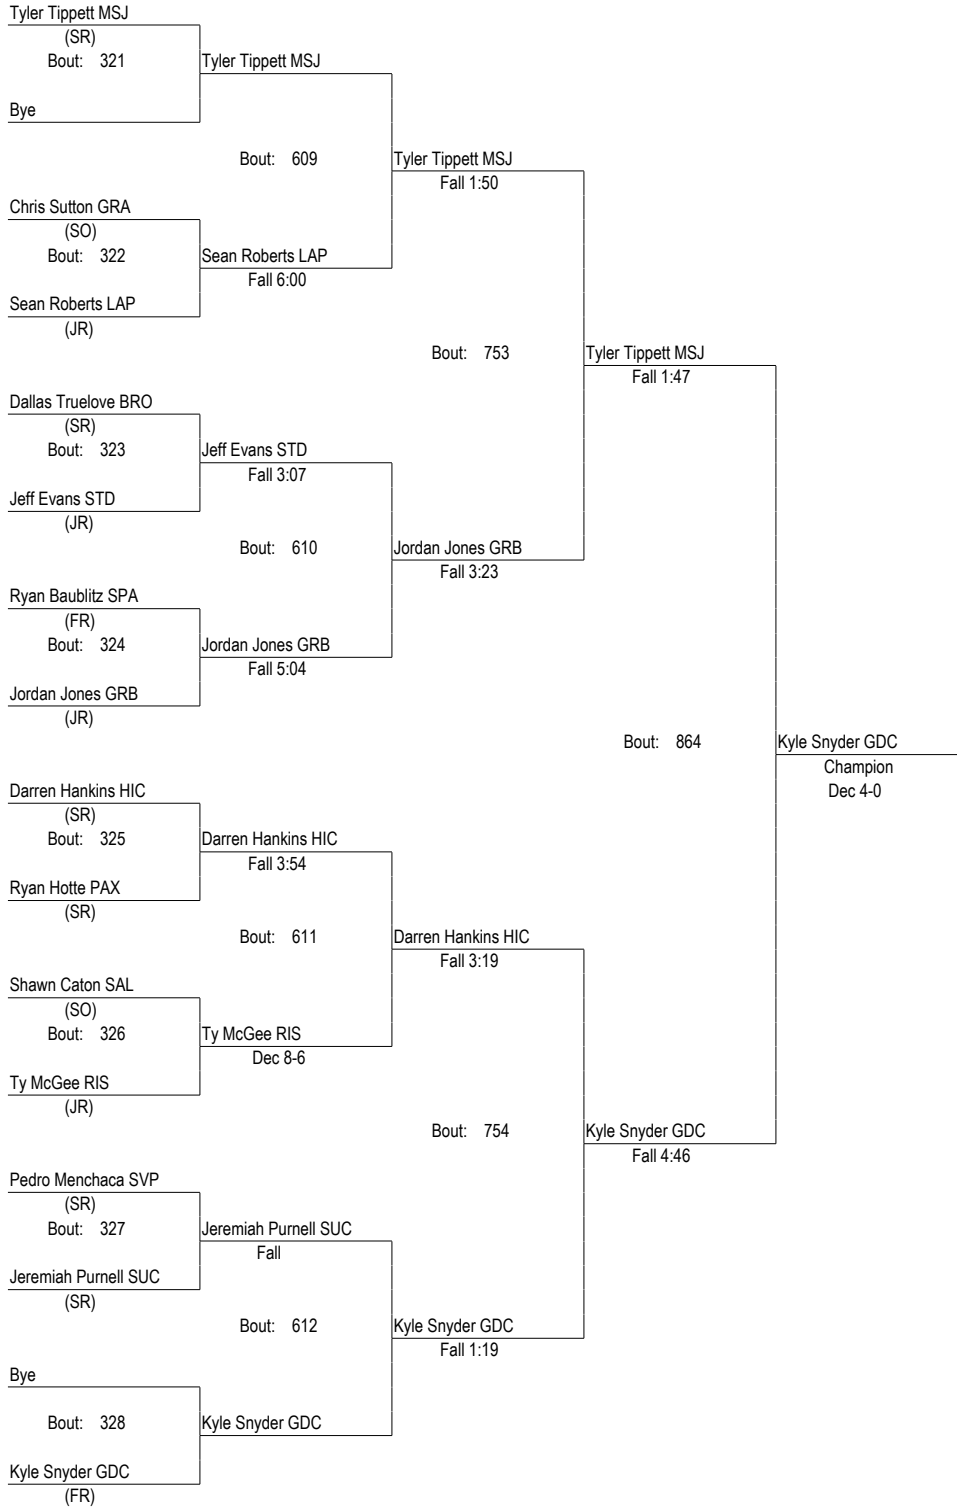 Tyler Tippett MSJ
(SR)
Bout: 321
Tyler Tippett MSJ
Bye
Bout: 609
Tyler Tippett MSJ
Fall 1:50
Chris Sutton GRA
(SO)
Bout: 322
Sean Roberts LAP
Fall 6:00
Sean Roberts LAP
(JR)
Bout: 753
Tyler Tippett MSJ
Fall 1:47
Dallas Truelove BRO
(SR)
Bout: 323
Jeff Evans STD
Fall 3:07
Jeff Evans STD
(JR)
Bout: 610
Jordan Jones GRB
Fall 3:23
Ryan Baublitz SPA
(FR)
Bout: 324
Jordan Jones GRB
Fall 5:04
Jordan Jones GRB
(JR)
Bout: 864
Kyle Snyder GDC
Champion
Dec 4-0
Darren Hankins HIC
(SR)
Bout: 325
Darren Hankins HIC
Fall 3:54
Ryan Hotte PAX
(SR)
Bout: 611
Darren Hankins HIC
Fall 3:19
Shawn Caton SAL
(SO)
Bout: 326
Ty McGee RIS
Dec 8-6
Ty McGee RIS
(JR)
Bout: 754
Kyle Snyder GDC
Fall 4:46
Pedro Menchaca SVP
(SR)
Bout: 327
Jeremiah Purnell SUC
Fall
Jeremiah Purnell SUC
(SR)
Bout: 612
Kyle Snyder GDC
Fall 1:19
Bye
Bout: 328
Kyle Snyder GDC
Kyle Snyder GDC
(FR)